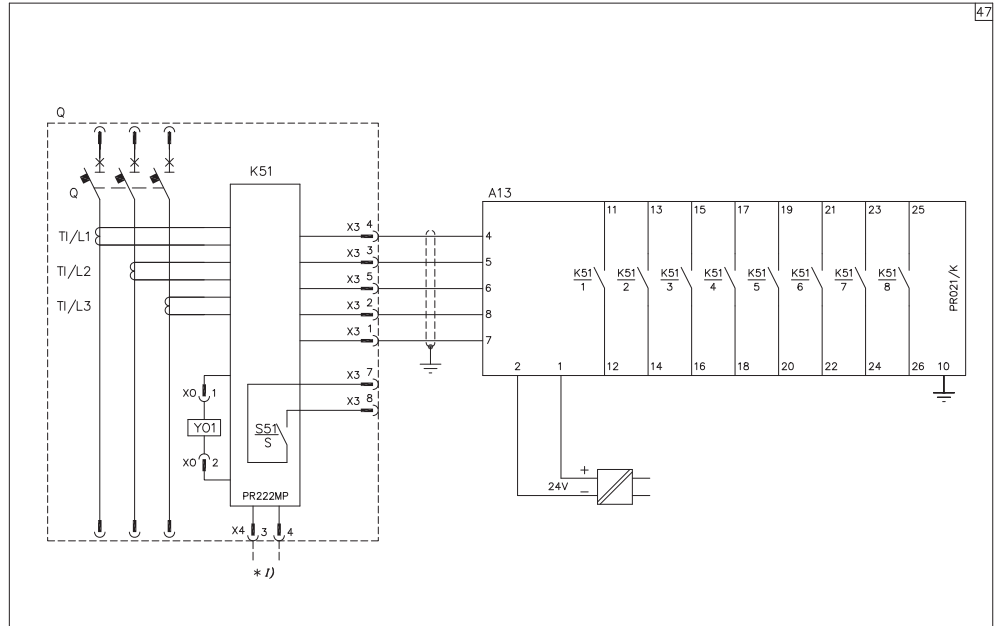 47
Q
Q
K51
TI/L1
TI/L2
TI/L3
X3 4
X3 3
X3 5
X3 2
X3 1
X3 7
X3 8
X0 1
Y01
X0 2
S51
S
PR222MP
X4 3 4
* 1)
A13
4
5
6
8
7
11 13 15 17 19 21 23 25
K51 K51 K51 K51 K51 K51 K51 K51
1 2 3 4 5 6 7 8
PR021/K
2 1 12 14 16 18 20 22 24 26 10
+
24V
−